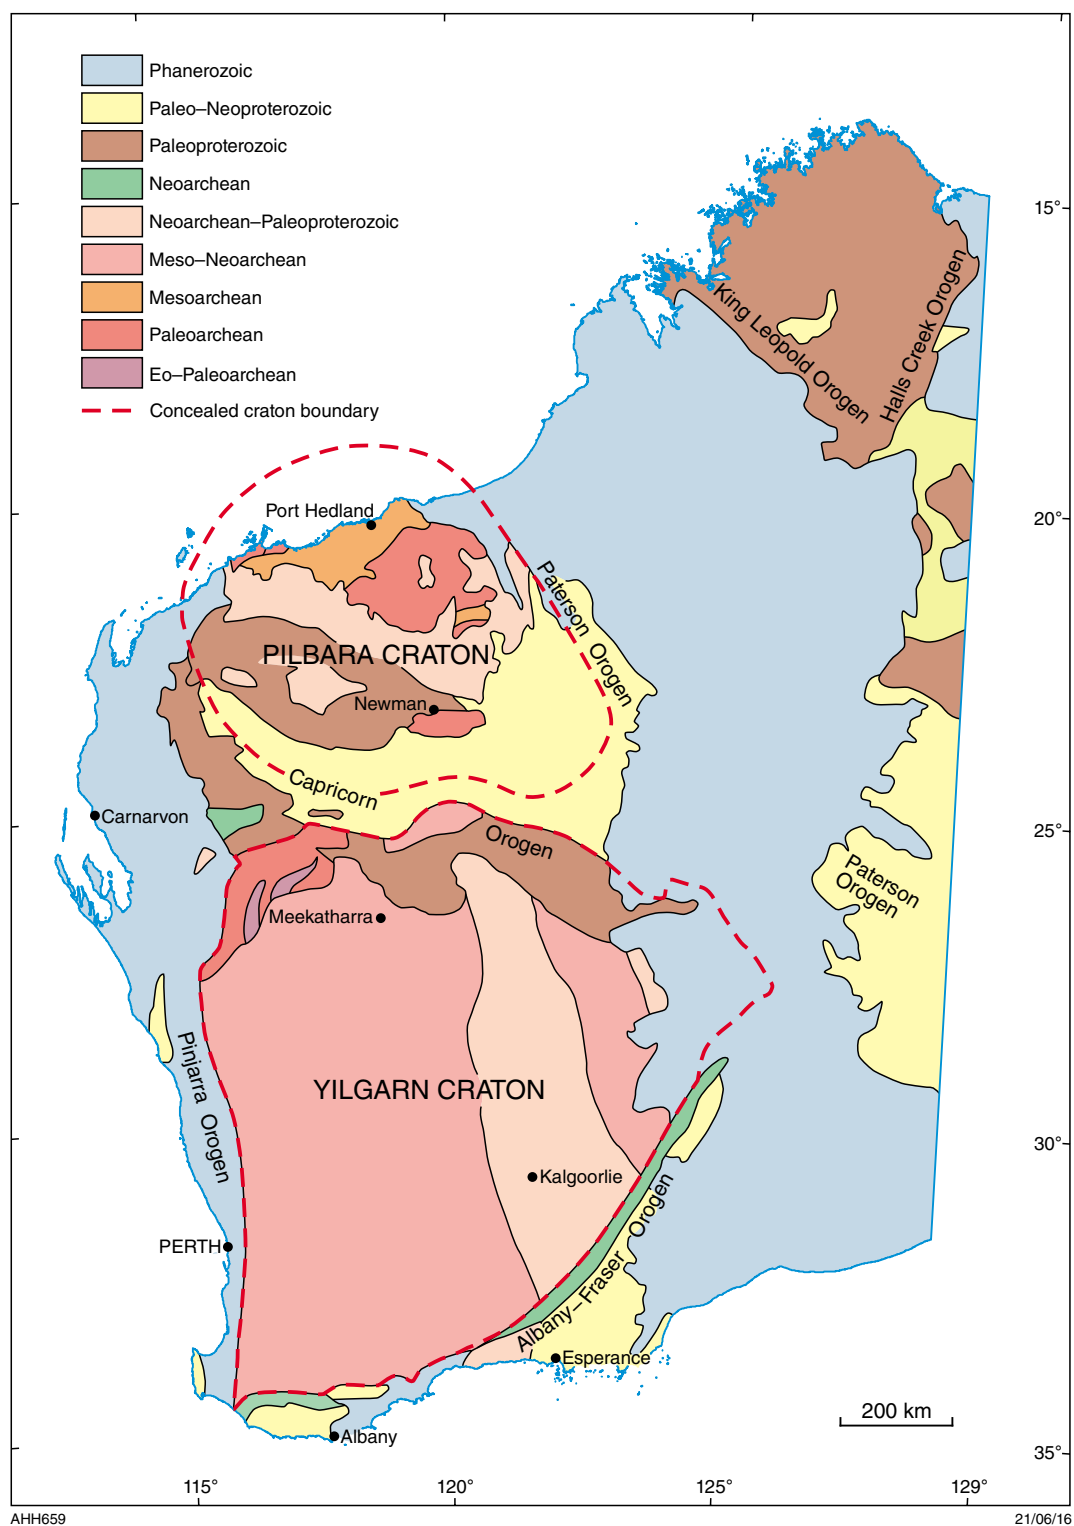 Phanerozoic
Paleo–Neoproterozoic
Paleoproterozoic
Neoarchean
Neoarchean–Paleoproterozoic
Meso–Neoarchean
Mesoarchean
Paleoarchean
Eo–Paleoarchean
Concealed craton boundary
15°
King Leopold Orogen
Halls Creek Orogen
Port Hedland
20°
Paterson Orogen
PILBARA CRATON
Newman
Capricorn
Orogen
Carnarvon
25°
Paterson
Orogen
Meekatharra
Pinjarra Orogen
YILGARN CRATON
30°
Kalgoorlie
PERTH
Albany–Fraser Orogen
Esperance
200 km
Albany
35°
115°
120°
125°
129°
AHH659
21/06/16